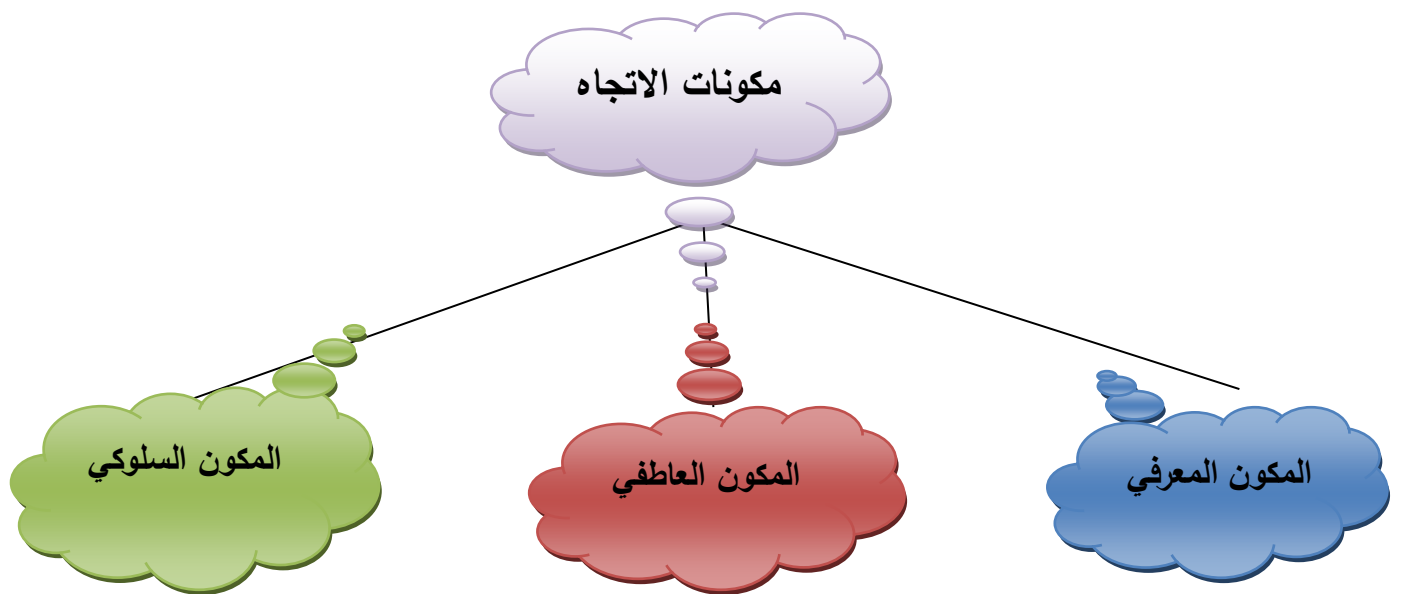 مكونات الاتجاه
المكون المعرفي
المكون العاطفي
المكون السلوكي